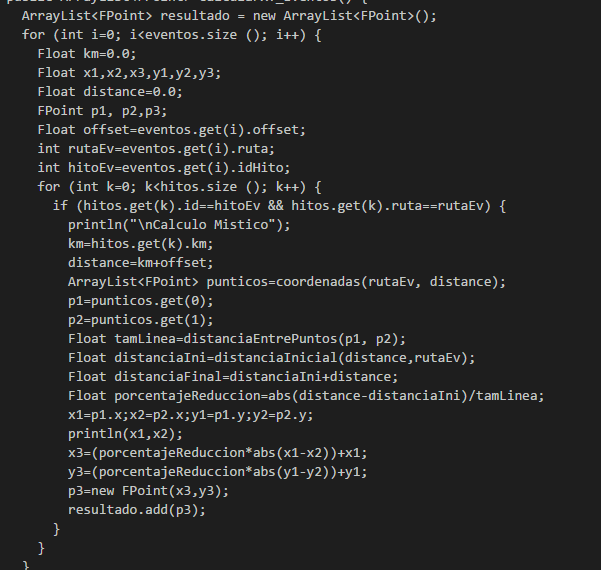 ArrayList<FPoint> resultado = new ArrayList<FPoint>();
for (int i=0; i<eventos.size (); i++) {
Float km=0.0;
Float x1,x2,x3,y1,y2,y3;
Float distance=0.0;
FPoint p1, p2,p3;
Float offset=eventos.get(i).offset;
int rutaEv=eventos.get(i).ruta;
int hitoEv=eventos.get(i).idHito;
for (int k=0; k<hitos.size (); k++) {
if (hitos.get(k).id==hitoEv && hitos.get(k).ruta==rutaEv) {
println("\nCalculo Mistico");
km=hitos.get(k).km;
distance=km+offset;
ArrayList<FPoint> punticos=coordenadas(rutaEv, distance);
p1=punticos.get(0);
p2=punticos.get(1);
Float tamLinea=distanciaEntrePuntos(p1, p2);
Float distanciaIni=distanciaInicial(distance,rutaEv);
Float distanciaFinal=distanciaIni+distance;
Float porcentajeReduccion=abs(distance-distanciaIni)/tamLinea;
x1=p1.x;x2=p2.x;y1=p1.y;y2=p2.y;
println(x1,x2);
x3=(porcentajeReduccion*abs(x1-x2))+x1;
y3=(porcentajeReduccion*abs(y1-y2))+y1;
p3=new FPoint(x3,y3);
resultado.add(p3);
}
}
}